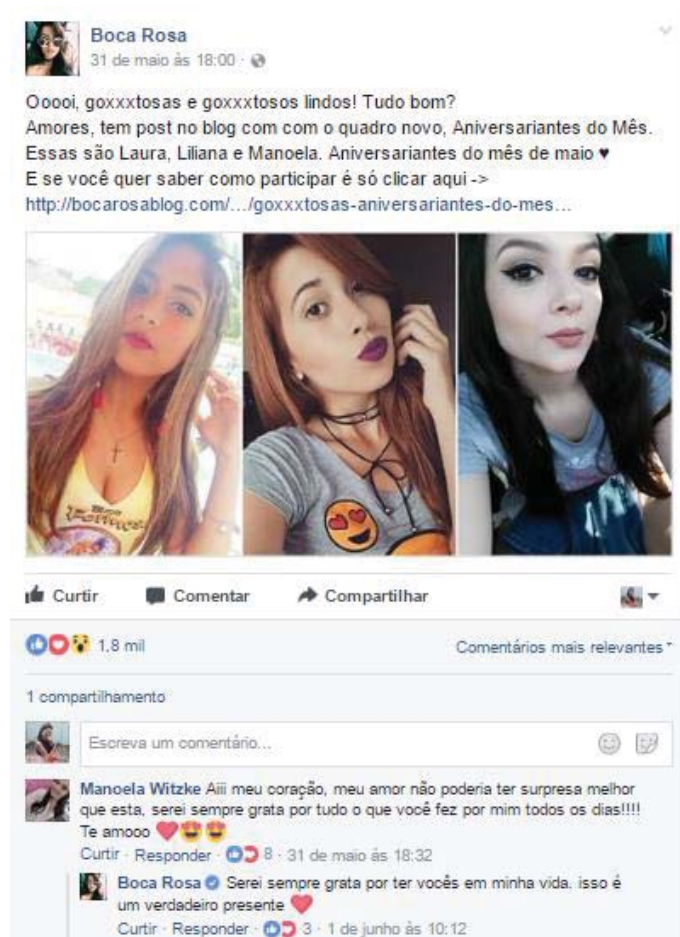 Boca Rosa
31 de maio às 18:00 ·
Ooooi, goxxxtosas e goxxxtosos lindos! Tudo bom?
Amores, tem post no blog com com o quadro novo, Aniversariantes do Mês.
Essas são Laura, Liliana e Manoela. Aniversariantes do mês de maio ♥
E se você quer saber como participar é só clicar aqui ->
http://bocarosablog.com/.../goxxxtosas-aniversariantes-do-mes...
Curtir Comentar Compartilhar
1,8 mil Comentários mais relevantes
1 compartilhamento
Escreva um comentário...
Manoela Witzke Aiii meu coração, meu amor não poderia ter surpresa melhor
que esta, serei sempre grata por tudo o que você fez por mim todos os dias!!!!
Te amooo ❤😍😍
Curtir · Responder · 8 · 31 de maio às 18:32
Boca Rosa Serei sempre grata por ter vocês em minha vida. isso é
um verdadeiro presente ❤
Curtir · Responder · 3 · 1 de junho às 10:12